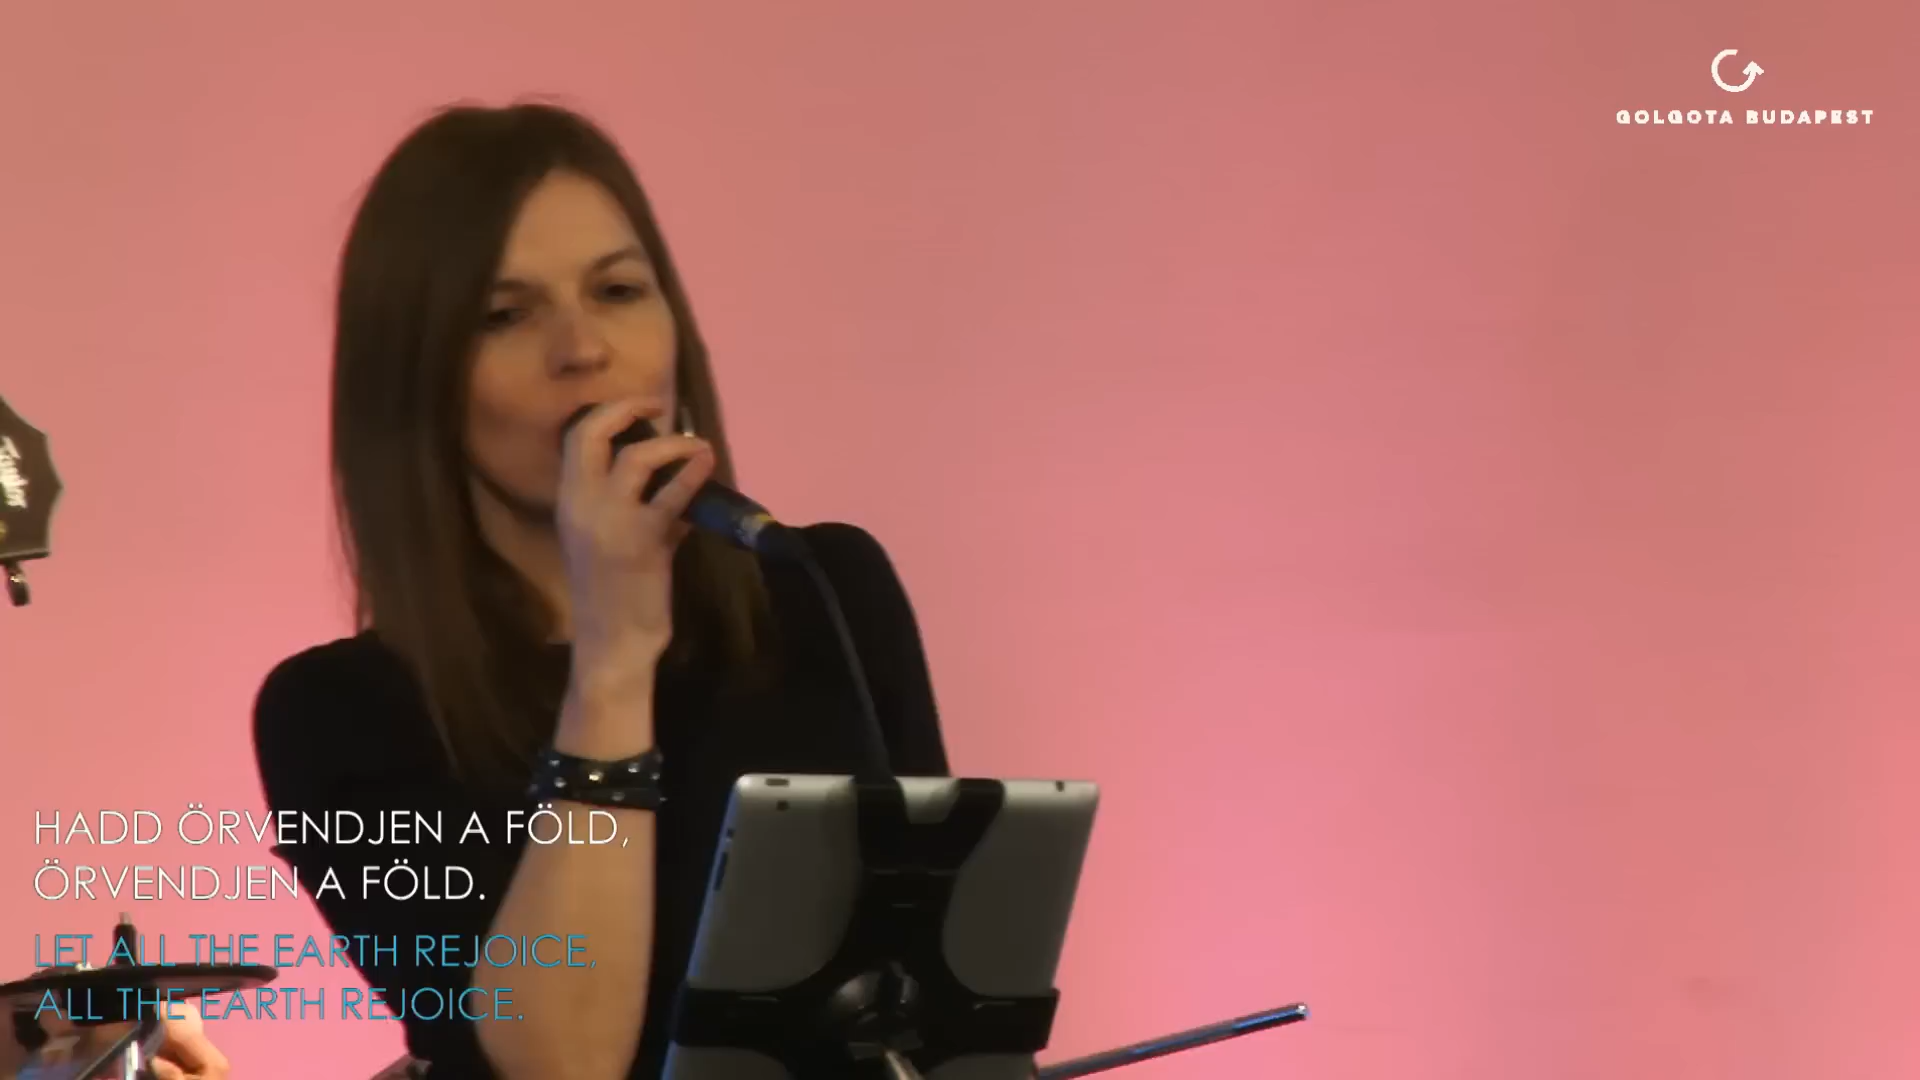 GOLGOTA BUDAPEST
HADD ÖRVENDJEN A FÖLD,
ÖRVENDJEN A FÖLD.
LET ALL THE EARTH REJOICE,
ALL THE EARTH REJOICE.